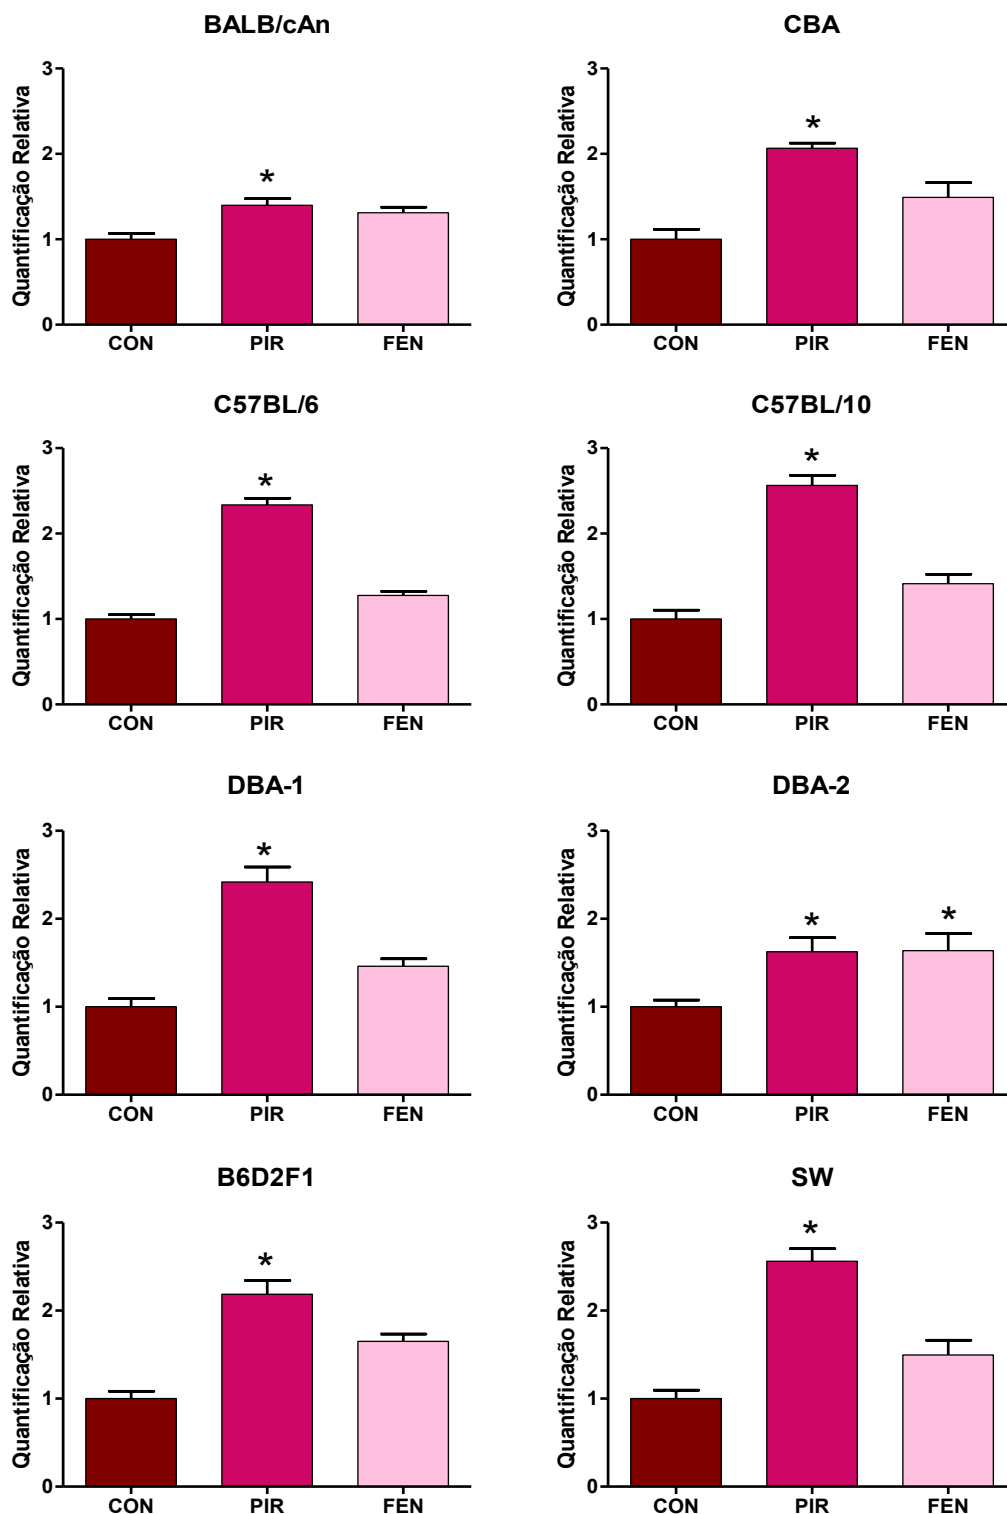 BALB/cAn
Quantificação Relativa
3
2
1
0
*
CON PIR FEN
CBA
Quantificação Relativa
3
2
1
0
*
CON PIR FEN
C57BL/6
Quantificação Relativa
3
2
1
0
*
CON PIR FEN
C57BL/10
Quantificação Relativa
3
2
1
0
*
CON PIR FEN
DBA-1
Quantificação Relativa
3
2
1
0
*
CON PIR FEN
DBA-2
Quantificação Relativa
3
2
1
0
* *
CON PIR FEN
B6D2F1
Quantificação Relativa
3
2
1
0
*
CON PIR FEN
SW
Quantificação Relativa
3
2
1
0
*
CON PIR FEN